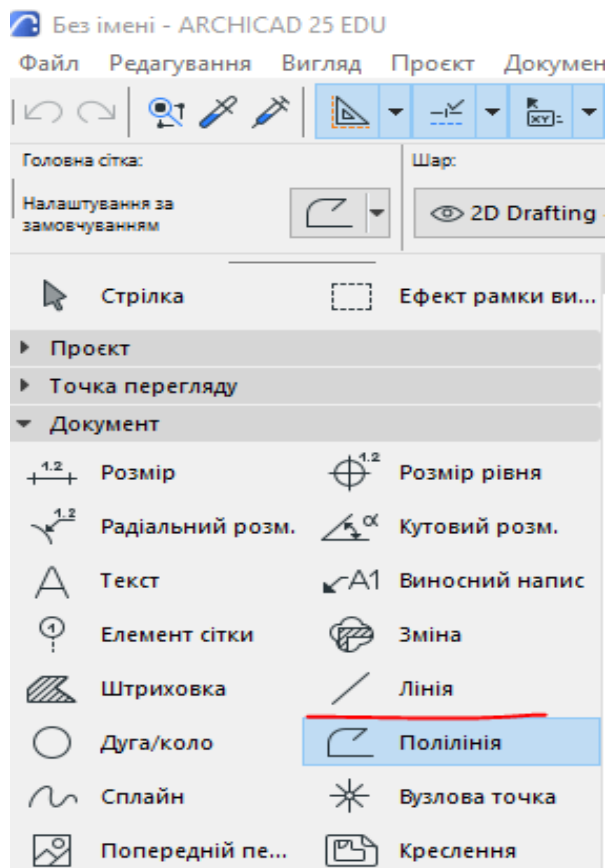 Без імені - ARCHICAD 25 EDU
Файл Редагування Вигляд Проєкт Докумен
XY:
Головна сітка: Шар:
Налаштування за
замовчуванням
2D Drafting
Стрілка Ефект рамки ви...
Проєкт
Точка перегляду
Документ
1.2 Розмір 1.2 Розмір рівня
1.2 Радіальний розм. α Кутовий розм.
A Текст A1 Виносний напис
1 Елемент сітки Зміна
Штриховка Лінія
Дуга/коло Полілінія
Сплайн Вузлова точка
Попередній пе... Креслення